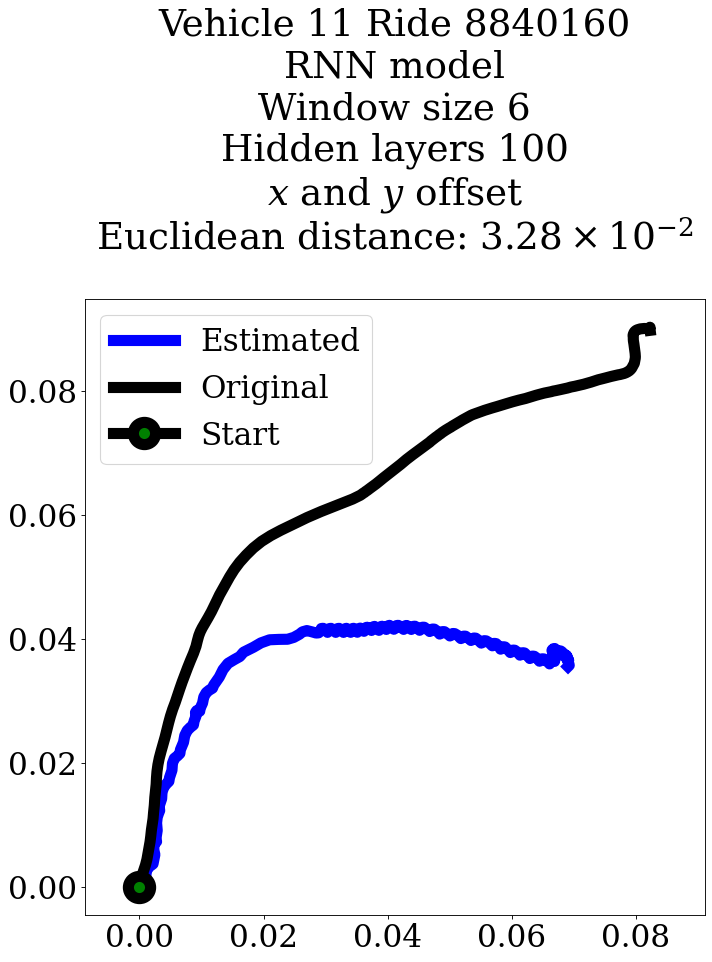 Vehicle 11 Ride 8840160
RNN model
Window size 6
Hidden layers 100
x and y offset
Euclidean distance: 3.28 × 10⁻²
Estimated
Original
Start
0.08
0.06
0.04
0.02
0.00
0.00 0.02 0.04 0.06 0.08